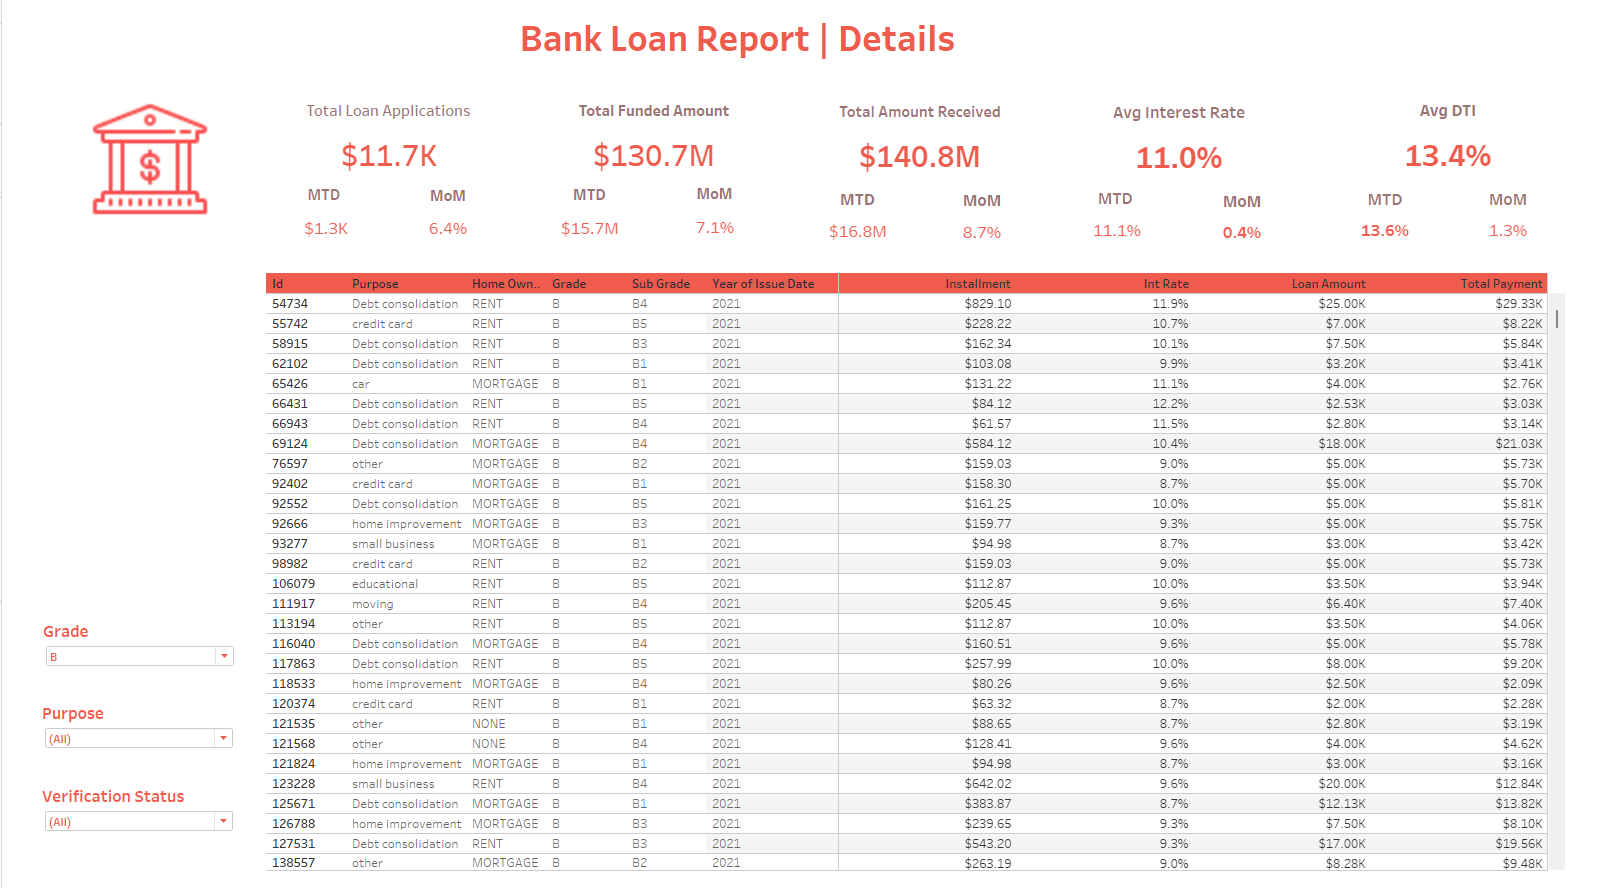 Bank Loan Report | Details
Total Loan Applications
$11.7K
MTD MoM
$1.3K 6.4%
Total Funded Amount
$130.7M
MTD MoM
$15.7M 7.1%
Total Amount Received
$140.8M
MTD MoM
$16.8M 8.7%
Avg Interest Rate
11.0%
MTD MoM
11.1% 0.4%
Avg DTI
13.4%
MTD MoM
13.6% 1.3%
$
Grade
B
Purpose
(All)
Verification Status
(All)
Id Purpose Home Own.. Grade Sub Grade Year of Issue Date Installment Int Rate Loan Amount Total Payment
54734 Debt consolidation RENT B B4 2021 $829.10 11.9% $25.00K $29.33K
55742 credit card RENT B B5 2021 $228.22 10.7% $7.00K $8.22K
58915 Debt consolidation RENT B B3 2021 $162.34 10.1% $7.50K $5.84K
62102 Debt consolidation RENT B B1 2021 $103.08 9.9% $3.20K $3.41K
65426 car MORTGAGE B B1 2021 $131.22 11.1% $4.00K $2.76K
66431 Debt consolidation RENT B B5 2021 $84.12 12.2% $2.53K $3.03K
66943 Debt consolidation RENT B B4 2021 $61.57 11.5% $2.80K $3.14K
69124 Debt consolidation MORTGAGE B B4 2021 $584.12 10.4% $18.00K $21.03K
76597 other MORTGAGE B B2 2021 $159.03 9.0% $5.00K $5.73K
92402 credit card MORTGAGE B B1 2021 $158.30 8.7% $5.00K $5.70K
92552 Debt consolidation MORTGAGE B B5 2021 $161.25 10.0% $5.00K $5.81K
92666 home improvement MORTGAGE B B3 2021 $159.77 9.3% $5.00K $5.75K
93277 small business MORTGAGE B B1 2021 $94.98 8.7% $3.00K $3.42K
98982 credit card RENT B B2 2021 $159.03 9.0% $5.00K $5.73K
106079 educational RENT B B5 2021 $112.87 10.0% $3.50K $3.94K
111917 moving RENT B B4 2021 $205.45 9.6% $6.40K $7.40K
113194 other RENT B B5 2021 $112.87 10.0% $3.50K $4.06K
116040 Debt consolidation MORTGAGE B B4 2021 $160.51 9.6% $5.00K $5.78K
117863 Debt consolidation RENT B B5 2021 $257.99 10.0% $8.00K $9.20K
118533 home improvement MORTGAGE B B4 2021 $80.26 9.6% $2.50K $2.09K
120374 credit card RENT B B1 2021 $63.32 8.7% $2.00K $2.28K
121535 other NONE B B1 2021 $88.65 8.7% $2.80K $3.19K
121568 other NONE B B4 2021 $128.41 9.6% $4.00K $4.62K
121824 home improvement MORTGAGE B B1 2021 $94.98 8.7% $3.00K $3.16K
123228 small business RENT B B4 2021 $642.02 9.6% $20.00K $12.84K
125671 Debt consolidation MORTGAGE B B1 2021 $383.87 8.7% $12.13K $13.82K
126788 home improvement MORTGAGE B B3 2021 $239.65 9.3% $7.50K $8.10K
127531 Debt consolidation RENT B B3 2021 $543.20 9.3% $17.00K $19.56K
138557 other MORTGAGE B B2 2021 $263.19 9.0% $8.28K $9.48K